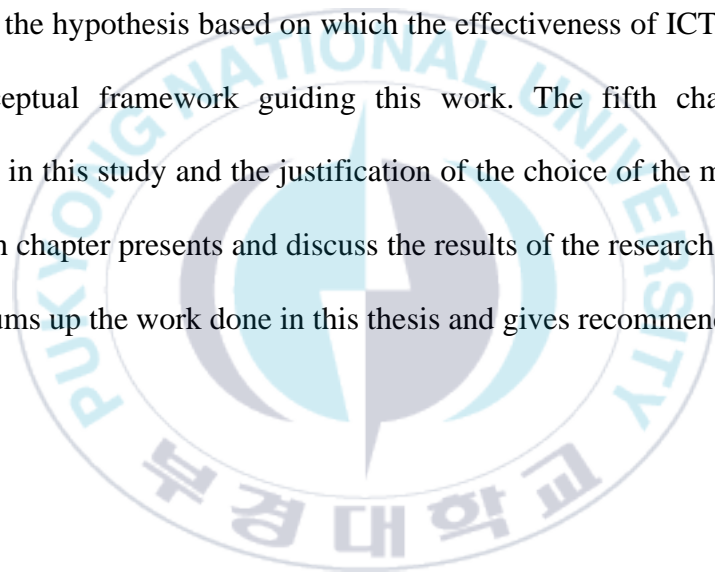 the hypothesis based on which the effectiveness of ICT
ceptual framework guiding this work. The fifth cha
in this study and the justification of the choice of the m
n chapter presents and discuss the results of the research
ums up the work done in this thesis and gives recommen
PUKYONG NATIONAL UNIVERSITY
부경대학교